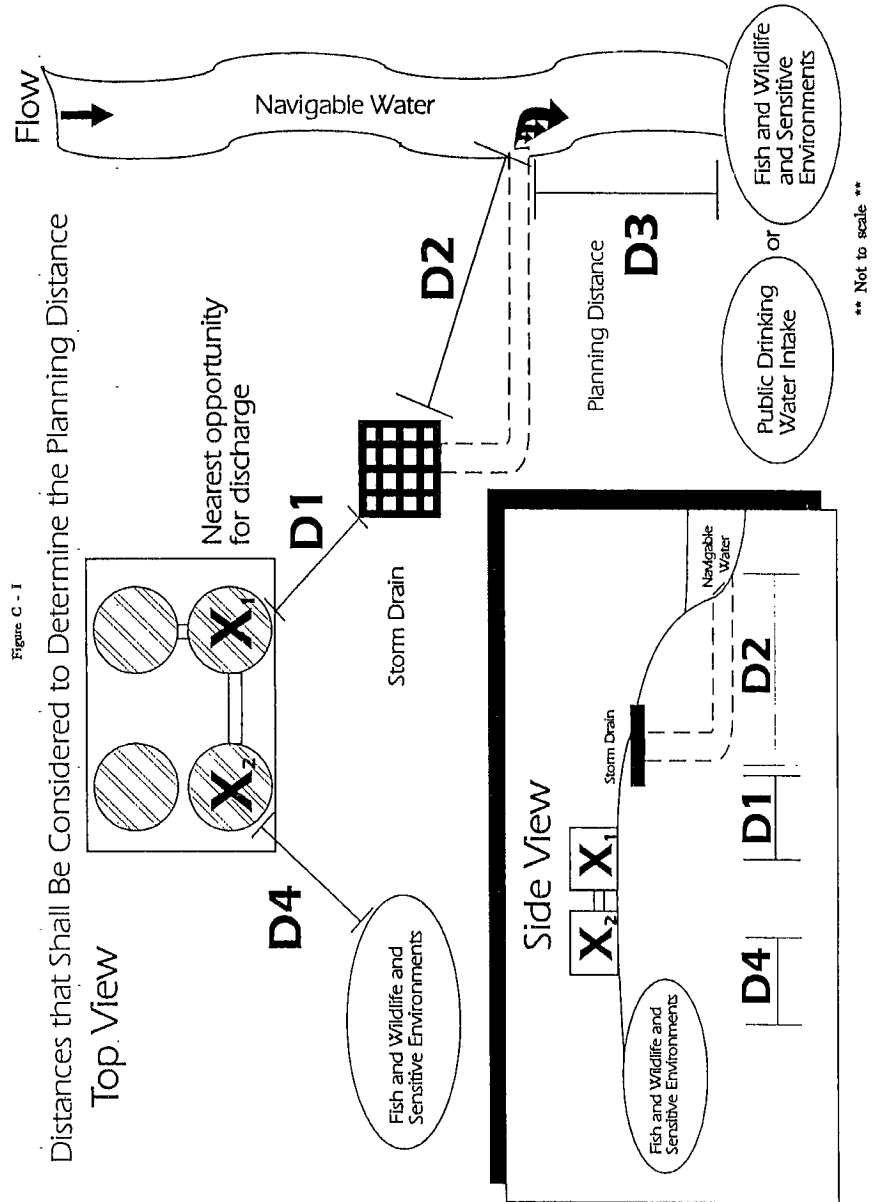 Figure C - 1
Distances that Shall Be Considered to Determine the Planning Distance
Top View
Flow
Navigable Water
Nearest opportunity
for discharge
X1
X2
D1
D2
D4
Storm Drain
Fish and Wildlife and
Sensitive Environments
Planning Distance
D3
Public Drinking
Water Intake
or
Fish and Wildlife
and Sensitive
Environments
Side View
X2
X1
Storm Drain
Navigable
Water
Fish and Wildlife and
Sensitive Environments
D4
D1
D2
** Not to scale **